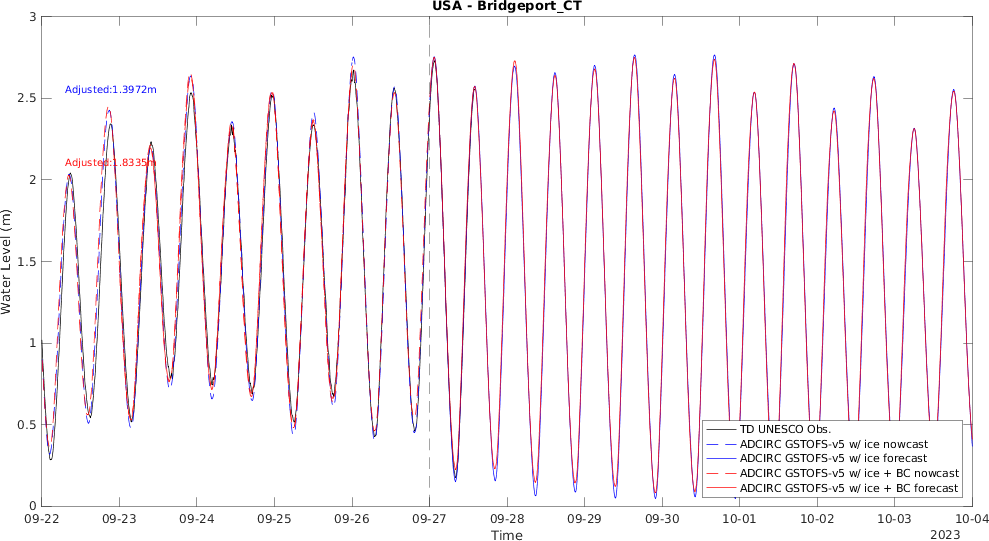 USA - Bridgeport_CT
3
2.5
2
1.5
1
0.5
0
Water Level (m)
Adjusted:1.3972m
Adjusted:1.8335m
TD UNESCO Obs.
ADCIRC GSTOFS-v5 w/ ice nowcast
ADCIRC GSTOFS-v5 w/ ice forecast
ADCIRC GSTOFS-v5 w/ ice + BC nowcast
ADCIRC GSTOFS-v5 w/ ice + BC forecast
09-22 09-23 09-24 09-25 09-26 09-27 09-28 09-29 09-30 10-01 10-02 10-03 10-04
Time
2023